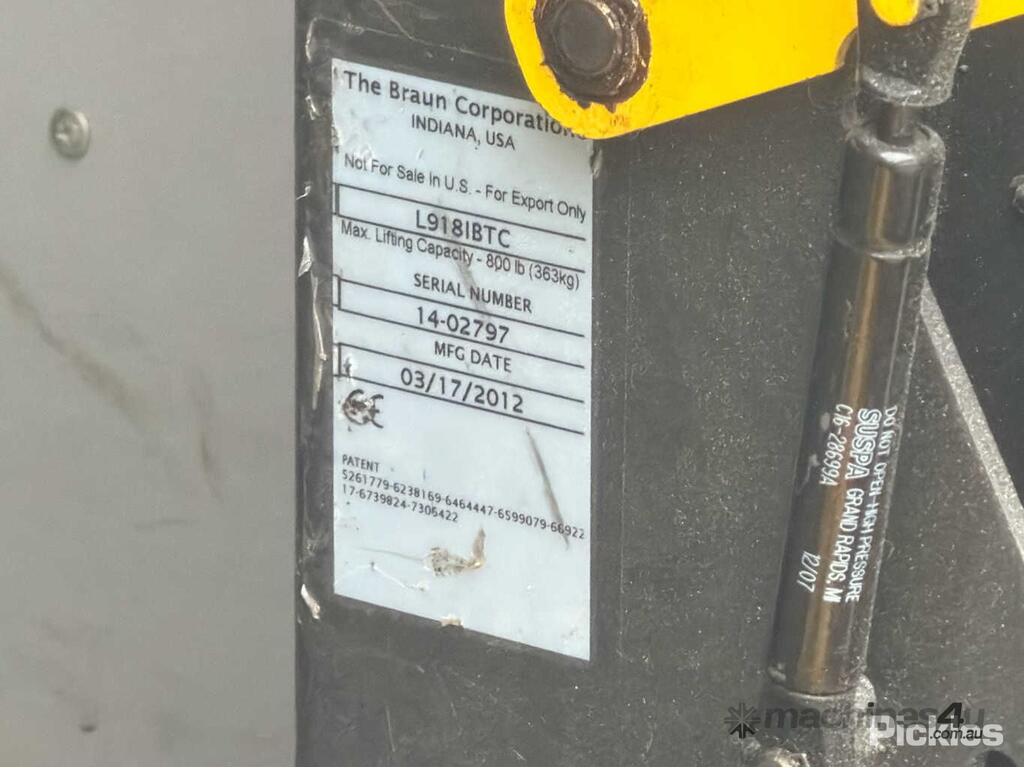 The Braun Corporation
INDIANA, USA
Not For Sale In U.S. - For Export Only
L918IBTC
Max. Lifting Capacity - 800 lb (363kg)
SERIAL NUMBER
14-02797
MFG DATE
03/17/2012
CE
PATENT
5261779-6238169-6464447-6599079-66922
17-6739824-7306422
DO NOT OPEN-HIGH PRESSURE
SUSPA GRAND RAPIDS, M
C16-28699A 12/07
machines4u
.com.au
Pickles